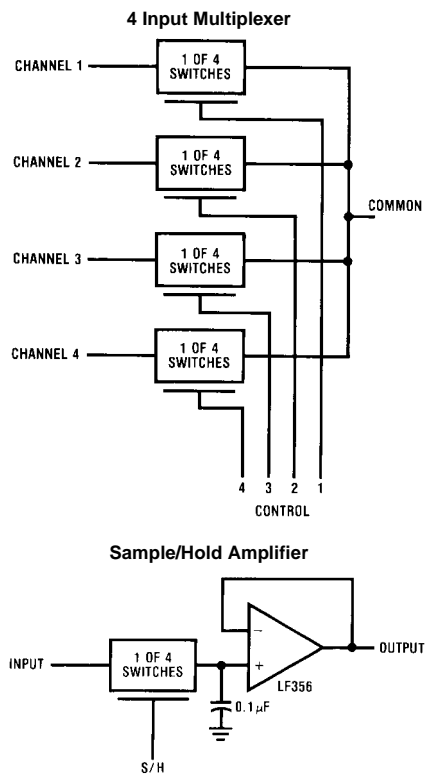 4 Input Multiplexer
CHANNEL 1
1 OF 4
SWITCHES
CHANNEL 2
1 OF 4
SWITCHES
COMMON
CHANNEL 3
1 OF 4
SWITCHES
CHANNEL 4
1 OF 4
SWITCHES
4 3 2 1
CONTROL
Sample/Hold Amplifier
INPUT
1 OF 4
SWITCHES
−
+
LF356
OUTPUT
0.1μF
S/H